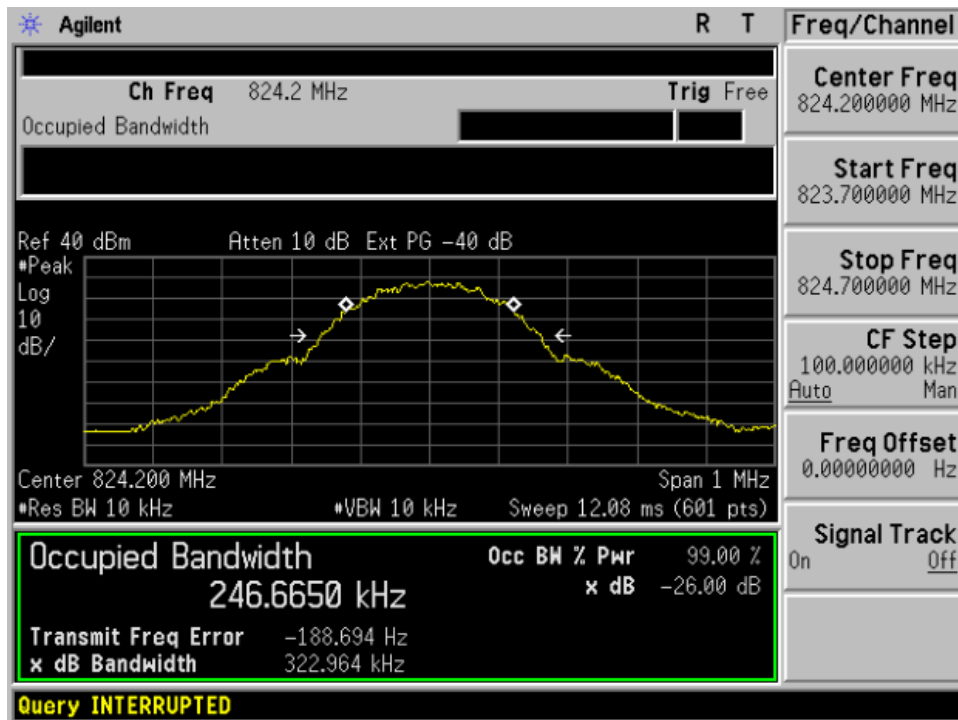 Agilent R T
Ch Freq 824.2 MHz Trig Free
Occupied Bandwidth
Ref 40 dBm Atten 10 dB Ext PG -40 dB
#Peak
Log
10
dB/
Center 824.200 MHz Span 1 MHz
#Res BW 10 kHz #VBW 10 kHz Sweep 12.08 ms (601 pts)
Occupied Bandwidth Occ BW % Pwr 99.00 %
246.6650 kHz x dB -26.00 dB
Transmit Freq Error -188.694 Hz
x dB Bandwidth 322.964 kHz
Query INTERRUPTED
Freq/Channel
Center Freq
824.200000 MHz
Start Freq
823.700000 MHz
Stop Freq
824.700000 MHz
CF Step
100.000000 kHz
Auto Man
Freq Offset
0.00000000 Hz
Signal Track
On Off